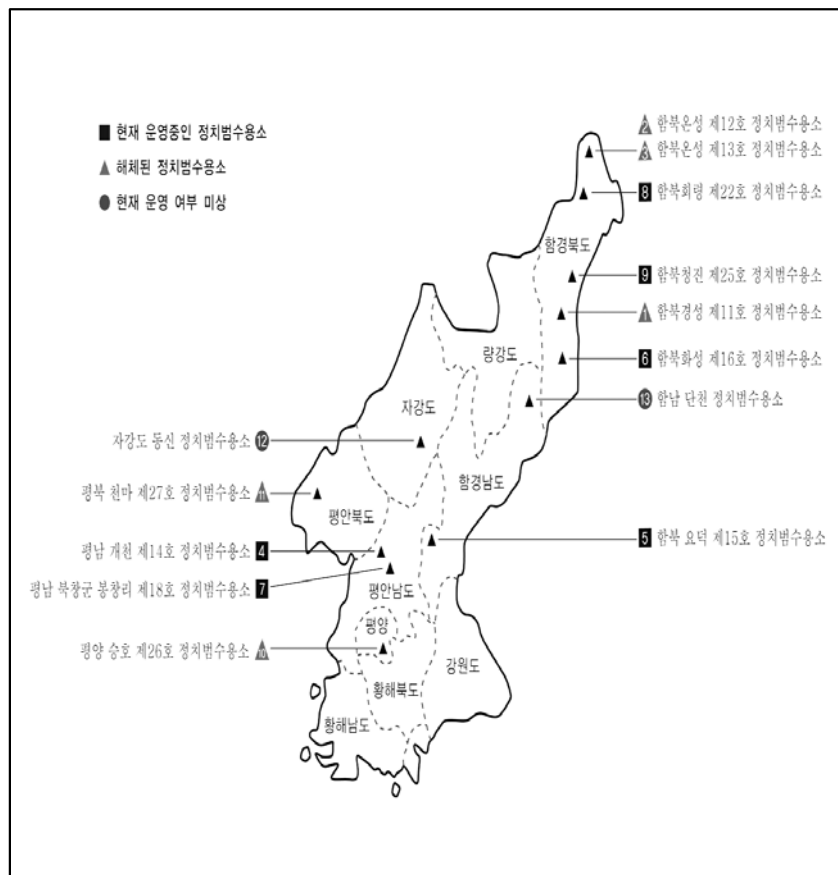 현재 운영중인 정치범수용소
해체된 정치범수용소
현재 운영 여부 미상
2 함북온성 제12호 정치범수용소
3 함북온성 제13호 정치범수용소
8 함북회령 제22호 정치범수용소
함경북도
9 함북청진 제25호 정치범수용소
1 함북경성 제11호 정치범수용소
량강도
6 함북화성 제16호 정치범수용소
13 함남 단천 정치범수용소
자강도
자강도 동신 정치범수용소 12
함경남도
평북 천마 제27호 정치범수용소 11
평안북도
5 함북 요덕 제15호 정치범수용소
평남 개천 제14호 정치범수용소 4
평남 북창군 봉창리 제18호 정치범수용소 7
평안남도
평양
평양 승호 제26호 정치범수용소 10
강원도
황해북도
황해남도